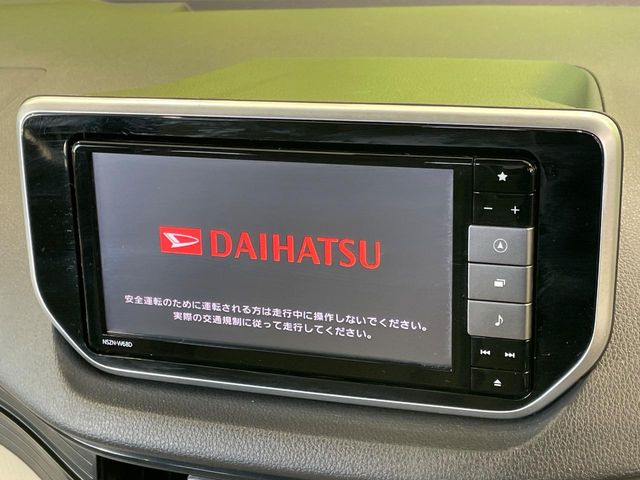 DAIHATSU
安全運転のために運転される方は走行中に操作しないでください。
実際の交通規制に従って走行してください。
NSZN-W68D